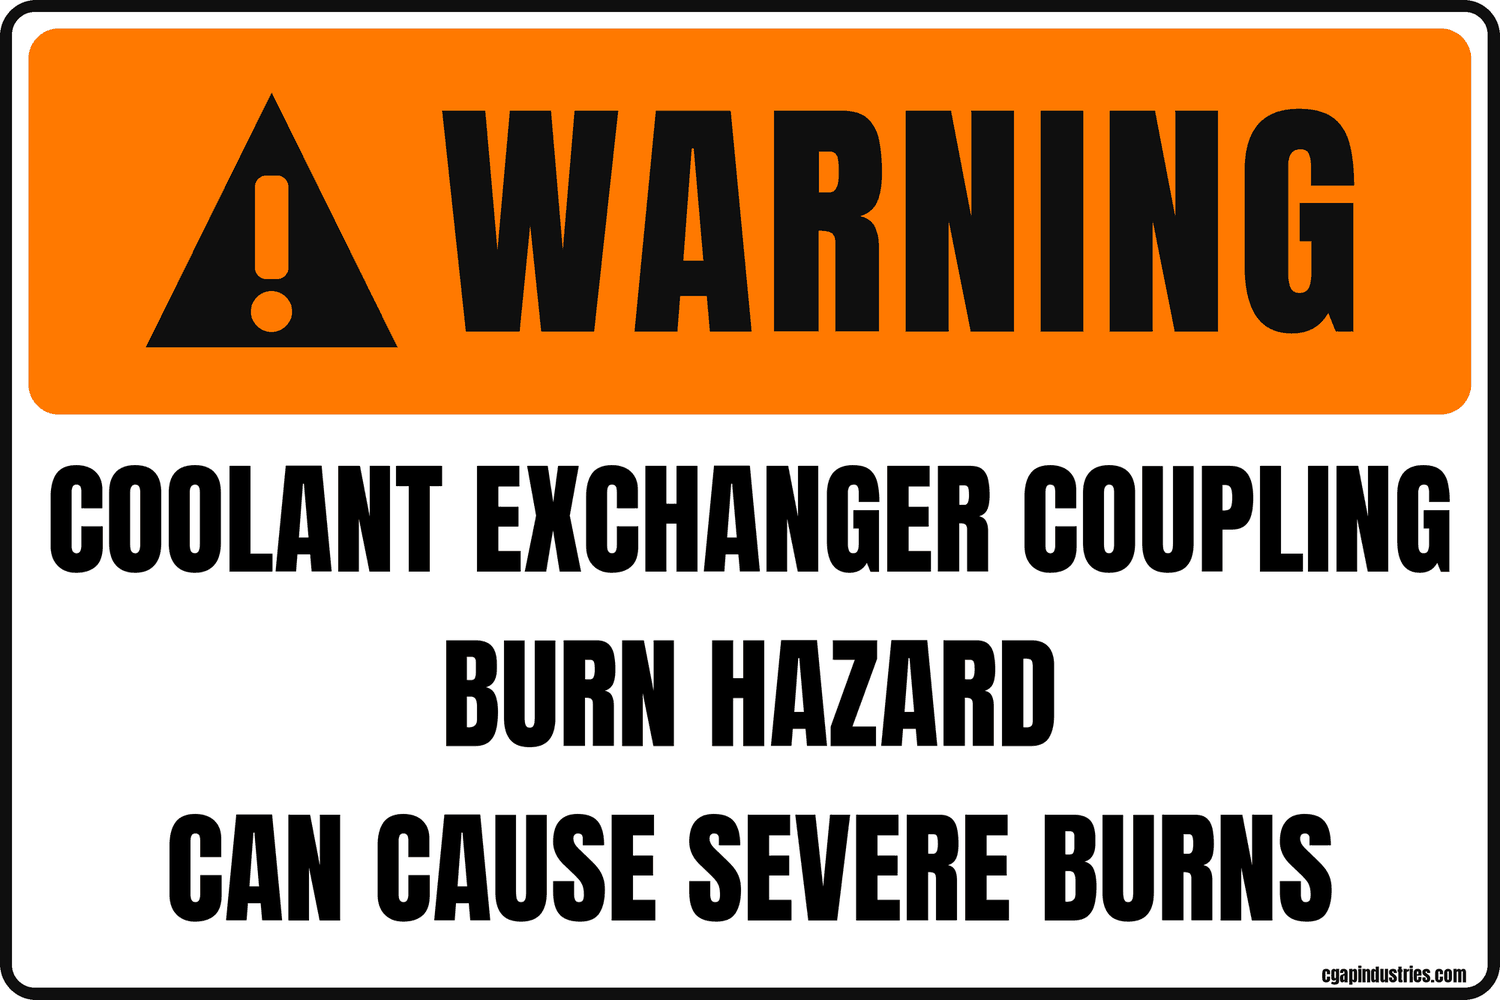 WARNING
COOLANT EXCHANGER COUPLING
BURN HAZARD
CAN CAUSE SEVERE BURNS
cgapindustries.com